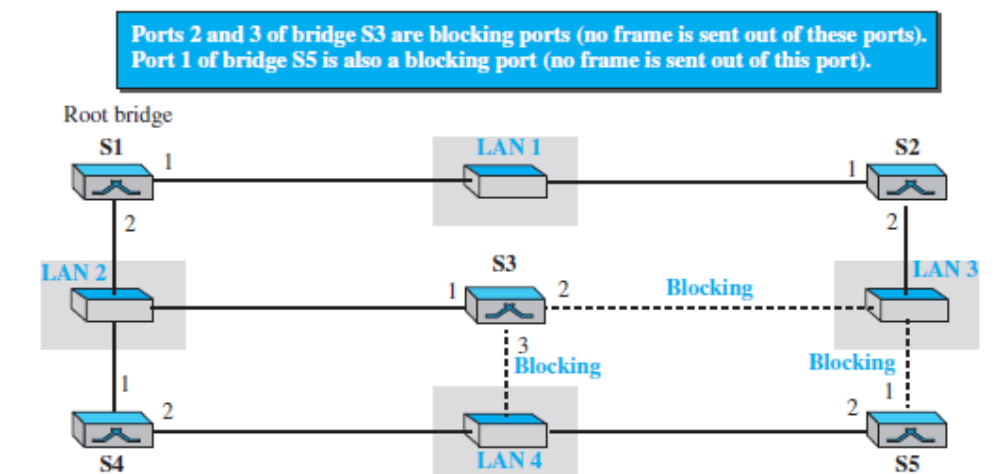 Ports 2 and 3 of bridge S3 are blocking ports (no frame is sent out of these ports).
Port 1 of bridge S5 is also a blocking port (no frame is sent out of this port).
Root bridge
S1
LAN 1
S2
1
1
2
2
LAN 2
S3
LAN 3
1
2
Blocking
3
Blocking
Blocking
1
1
2
2
S4
LAN 4
S5